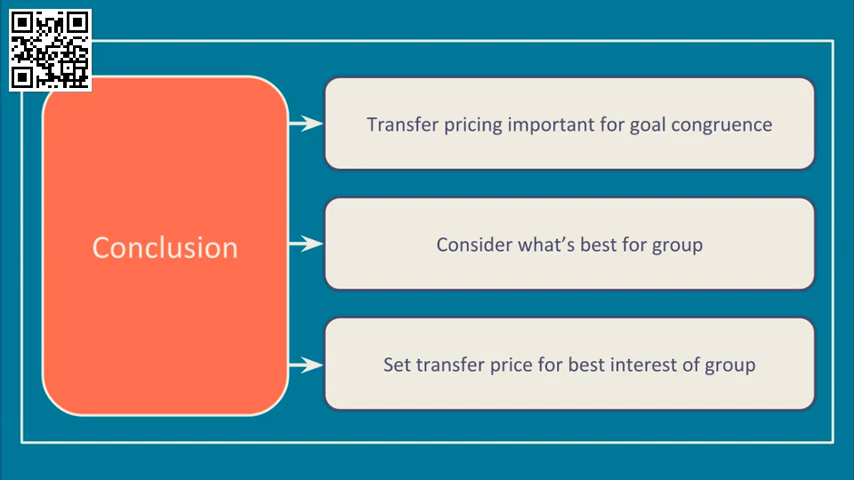 Conclusion
Transfer pricing important for goal congruence
Consider what’s best for group
Set transfer price for best interest of group